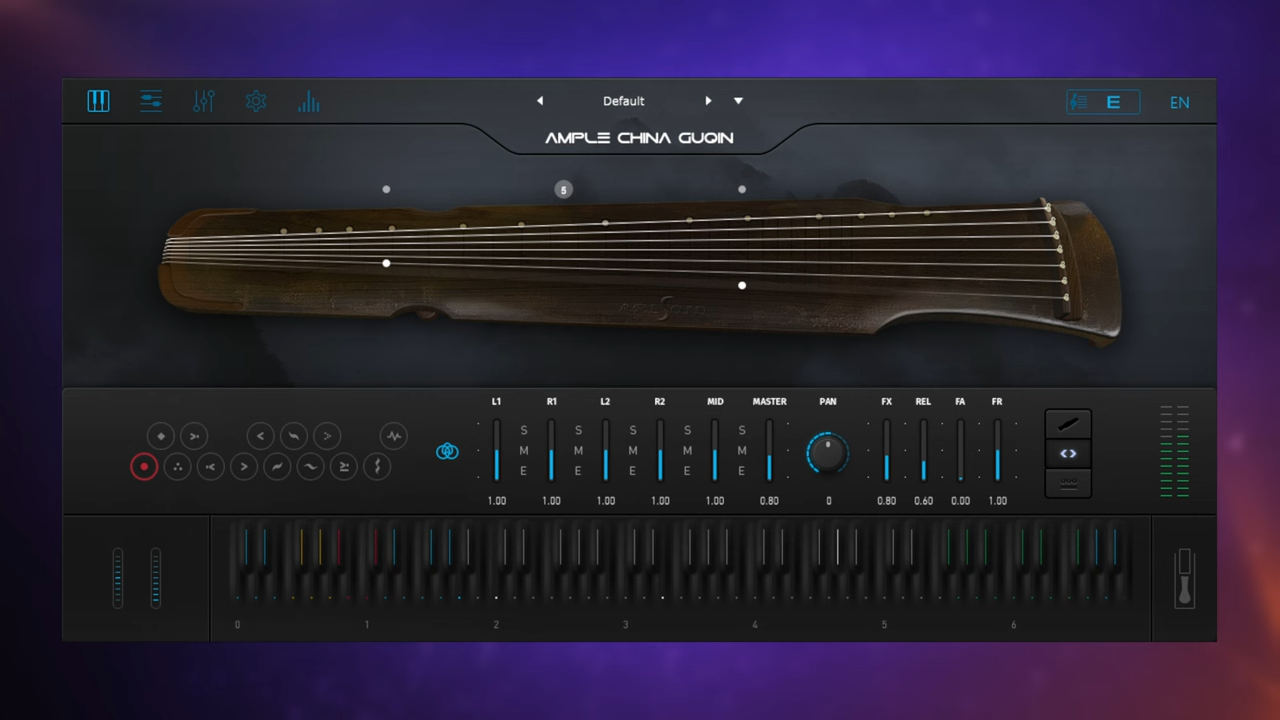 Default
E
EN
AMPLE CHINA GUQIN
5
L1 R1 L2 R2 MID MASTER PAN FX REL FA FR
S S S S S
M M M M M
E E E E E
1.00 1.00 1.00 1.00 1.00 0.80 0 0.80 0.60 0.00 1.00
0 1 2 3 4 5 6